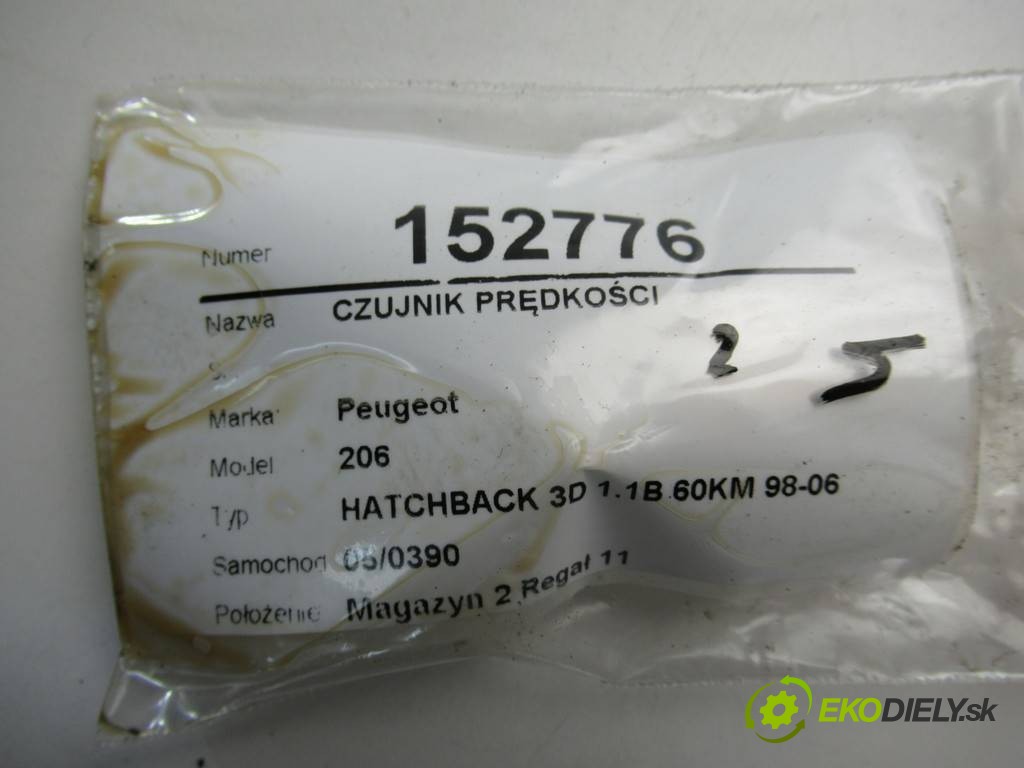 Numer 152776
Nazwa CZUJNIK PRĘDKOŚCI
2 5
Marka Peugeot
Model 206
Typ HATCHBACK 3D 1.1B 60KM 98-06
Samochod 05/0390
Położenie Magazyn 2 Regał 11
EKODIELY.sk